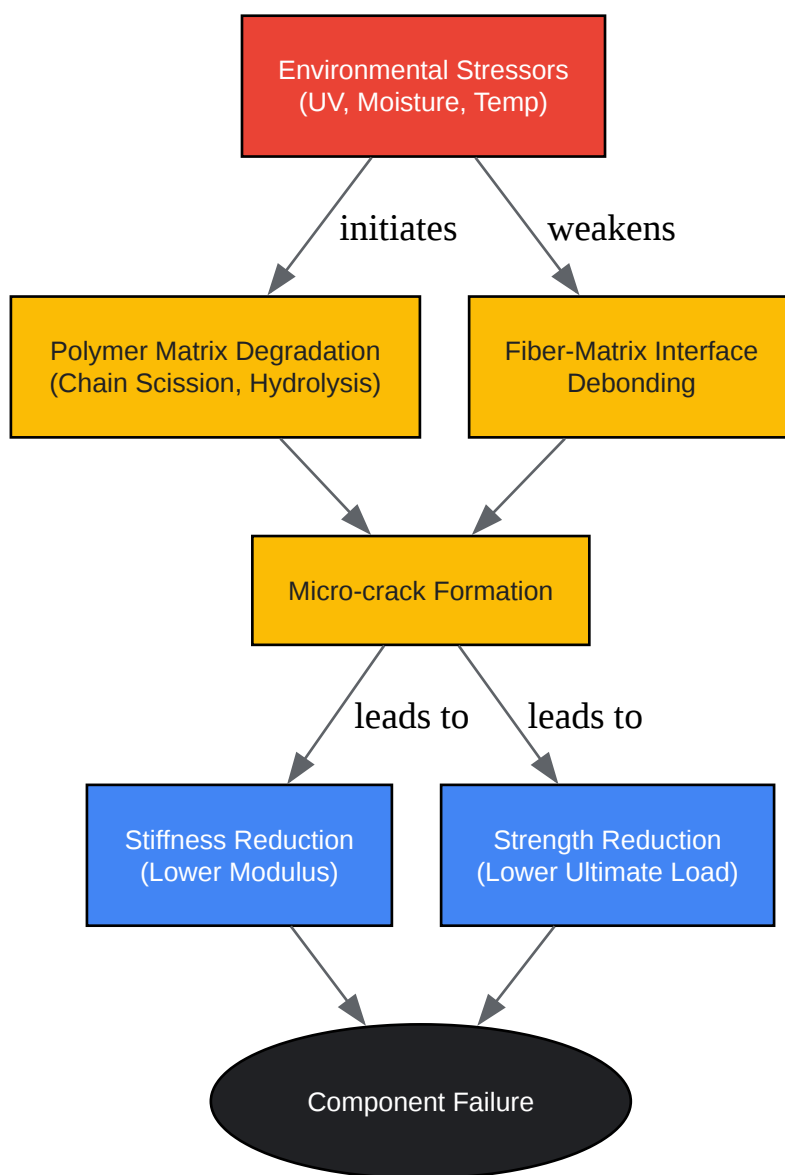 Environmental Stressors
(UV, Moisture, Temp)
initiates
weakens
Polymer Matrix Degradation
(Chain Scission, Hydrolysis)
Fiber-Matrix Interface
Debonding
Micro-crack Formation
leads to
leads to
Stiffness Reduction
(Lower Modulus)
Strength Reduction
(Lower Ultimate Load)
Component Failure